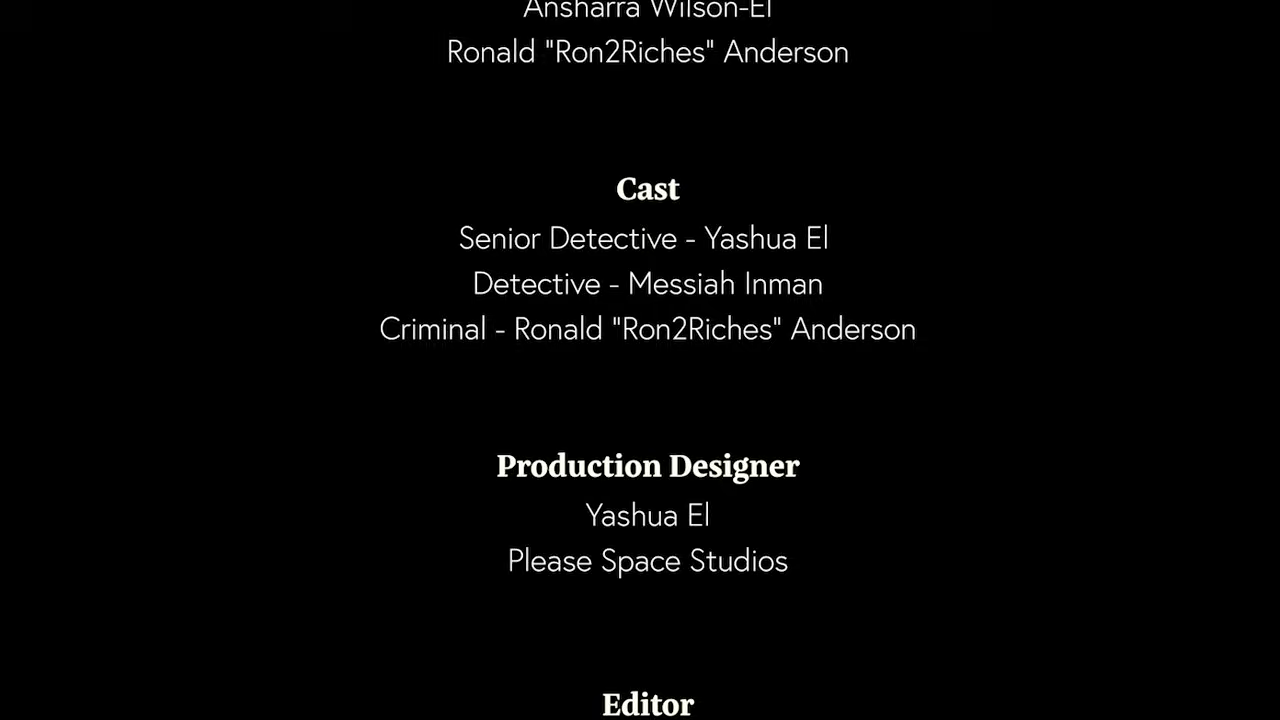 Ansharra Wilson-El
Ronald "Ron2Riches" Anderson
Cast
Senior Detective - Yashua El
Detective - Messiah Inman
Criminal - Ronald "Ron2Riches" Anderson
Production Designer
Yashua El
Please Space Studios
Editor